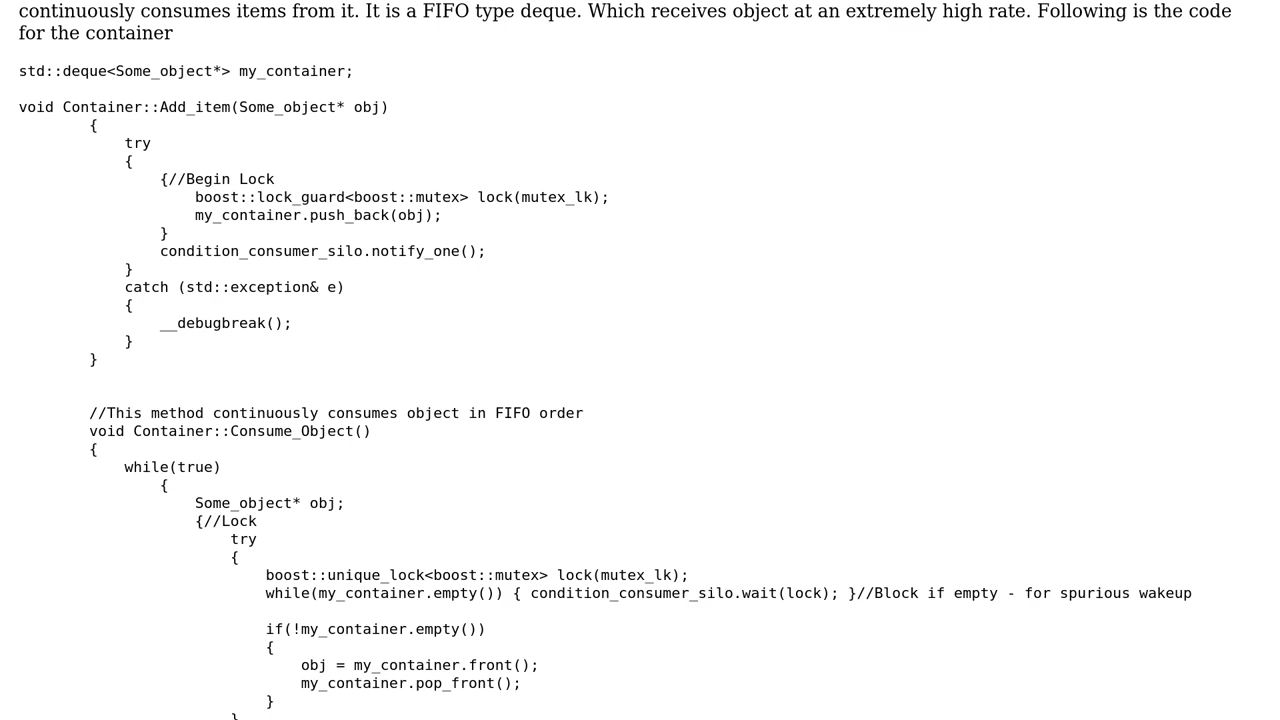 continuously consumes items from it. It is a FIFO type deque. Which receives object at an extremely high rate. Following is the code
for the container
std::deque<Some_object*> my_container;
void Container::Add_item(Some_object* obj)
{
try
{
{//Begin Lock
boost::lock_guard<boost::mutex> lock(mutex_lk);
my_container.push_back(obj);
}
condition_consumer_silo.notify_one();
}
catch (std::exception& e)
{
__debugbreak();
}
}
//This method continuously consumes object in FIFO order
void Container::Consume_Object()
{
while(true)
{
Some_object* obj;
{//Lock
try
{
boost::unique_lock<boost::mutex> lock(mutex_lk);
while(my_container.empty()) { condition_consumer_silo.wait(lock); }//Block if empty - for spurious wakeup
if(!my_container.empty())
{
obj = my_container.front();
my_container.pop_front();
}
}